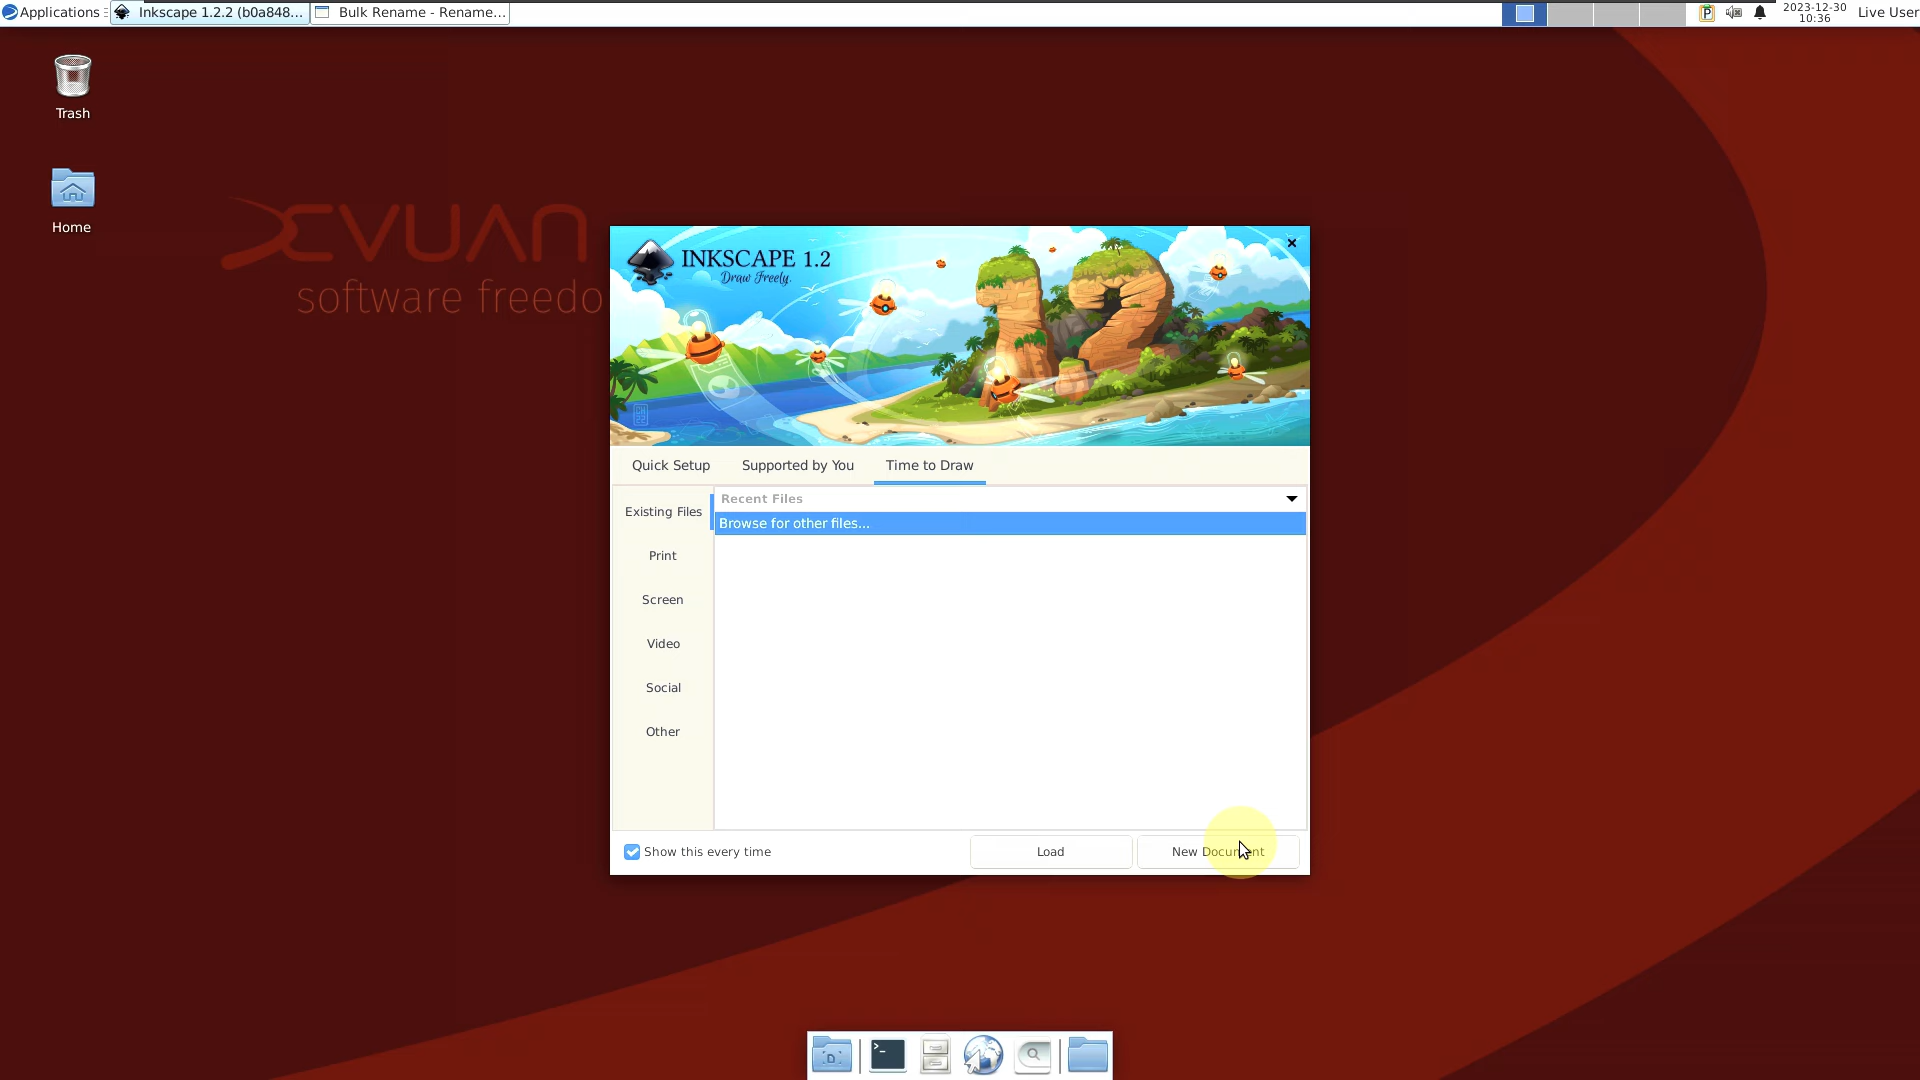 Applications
Inkscape 1.2.2 (b0a848...
Bulk Rename - Rename...
2023-12-30
10:36
Live User
Trash
Home
DEVUAN
software freedo
INKSCAPE 1.2
Draw Freely.
Quick Setup
Supported by You
Time to Draw
Existing Files
Print
Screen
Video
Social
Other
Recent Files
Browse for other files...
Show this every time
Load
New Document